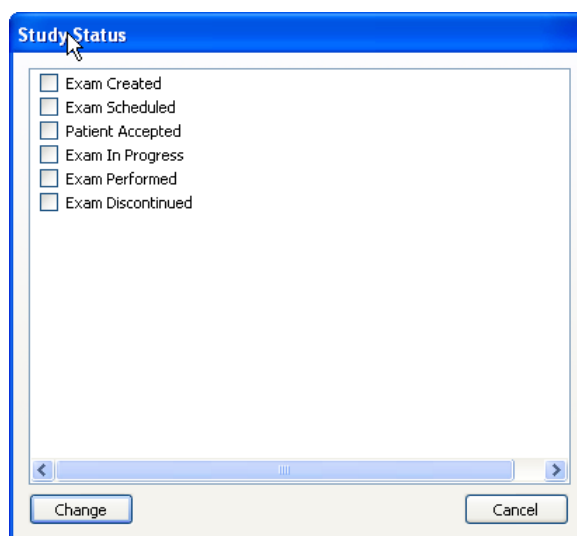 Study Status
Exam Created
Exam Scheduled
Patient Accepted
Exam In Progress
Exam Performed
Exam Discontinued
Change
Cancel